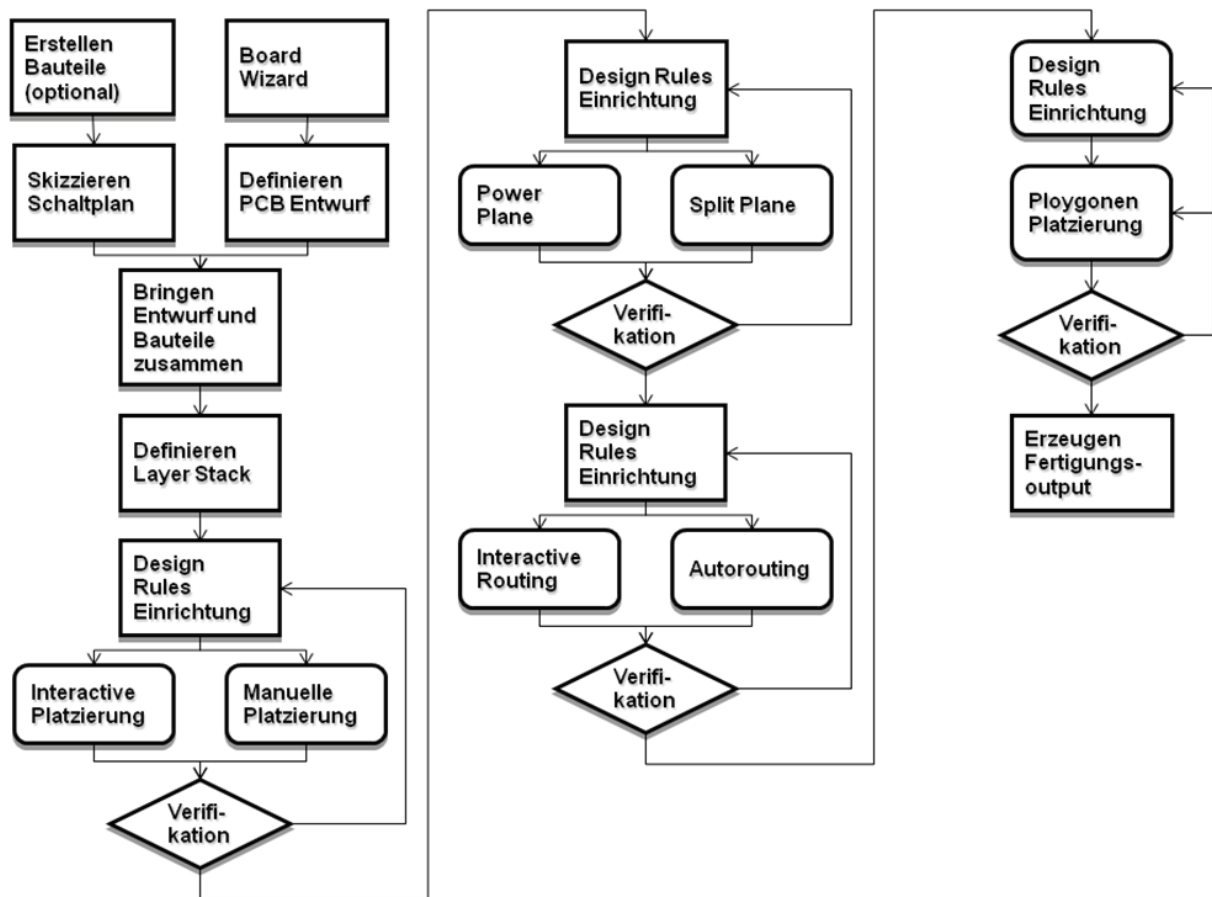 Erstellen
Bauteile
(optional)
Board
Wizard
Skizzieren
Schaltplan
Definieren
PCB Entwurf
Bringen
Entwurf und
Bauteile
zusammen
Definieren
Layer Stack
Design
Rules
Einrichtung
Interactive
Platzierung
Manuelle
Platzierung
Verifi-
kation
Design Rules
Einrichtung
Power
Plane
Split Plane
Verifi-
kation
Design
Rules
Einrichtung
Interactive
Routing
Autorouting
Verifi-
kation
Design
Rules
Einrichtung
Ploygonen
Platzierung
Verifi-
kation
Erzeugen
Fertigungs-
output